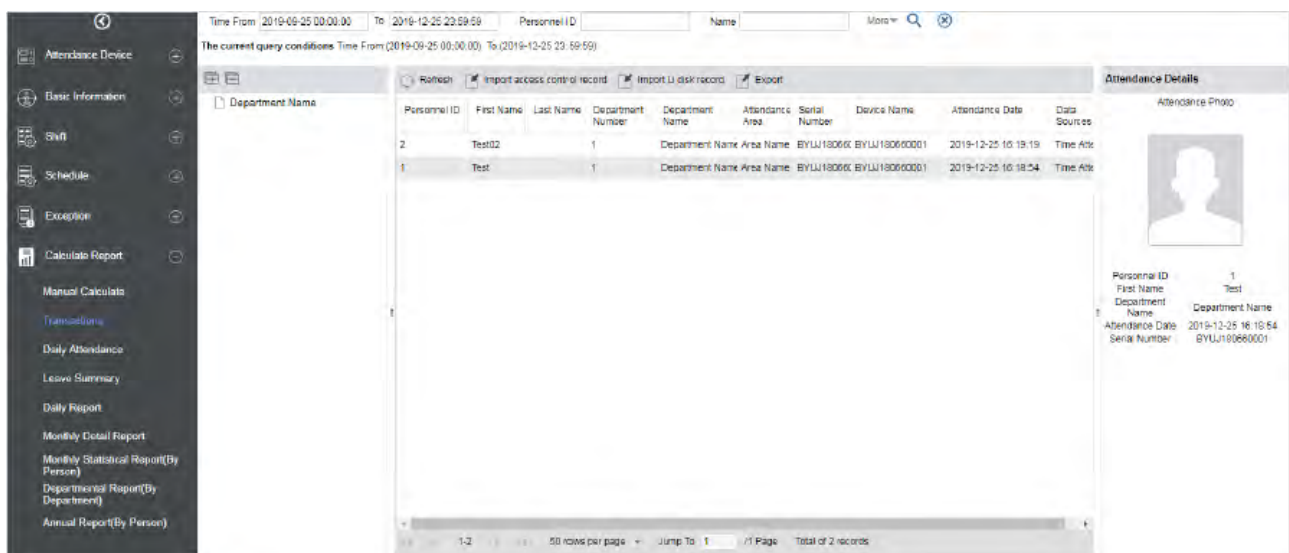 Time From 2019-09-25 00:00:00 To 2019-12-25 23:59:59 Personnel ID Name More
The current query conditions Time From:(2019-09-25 00:00:00) To:(2019-12-25 23:59:59)
Attendance Device
Basic Information
Shift
Schedule
Exception
Calculate Report
Manual Calculate
Transactions
Daily Attendance
Leave Summary
Daily Report
Monthly Detail Report
Monthly Statistical Report(By
Person)
Departmental Report(By
Department)
Annual Report(By Person)
Department Name
Refresh Import access control record Import U disk record Export
Personnel ID First Name Last Name Department Number Department Name Attendance Area Serial Number Device Name Attendance Date Data Sources
2 Test02 1 Department Name Area Name BYUJ18066( BYUJ180660001 2019-12-25 16:19:19 Time Atte
1 Test 1 Department Name Area Name BYUJ18066( BYUJ180660001 2019-12-25 16:18:54 Time Atte
1-2 50 rows per page Jump To 1 /1 Page Total of 2 records
Attendance Details
Attendance Photo
Personnel ID 1
First Name Test
Department
Name Department Name
Attendance Date 2019-12-25 16:18:54
Serial Number BYUJ180660001